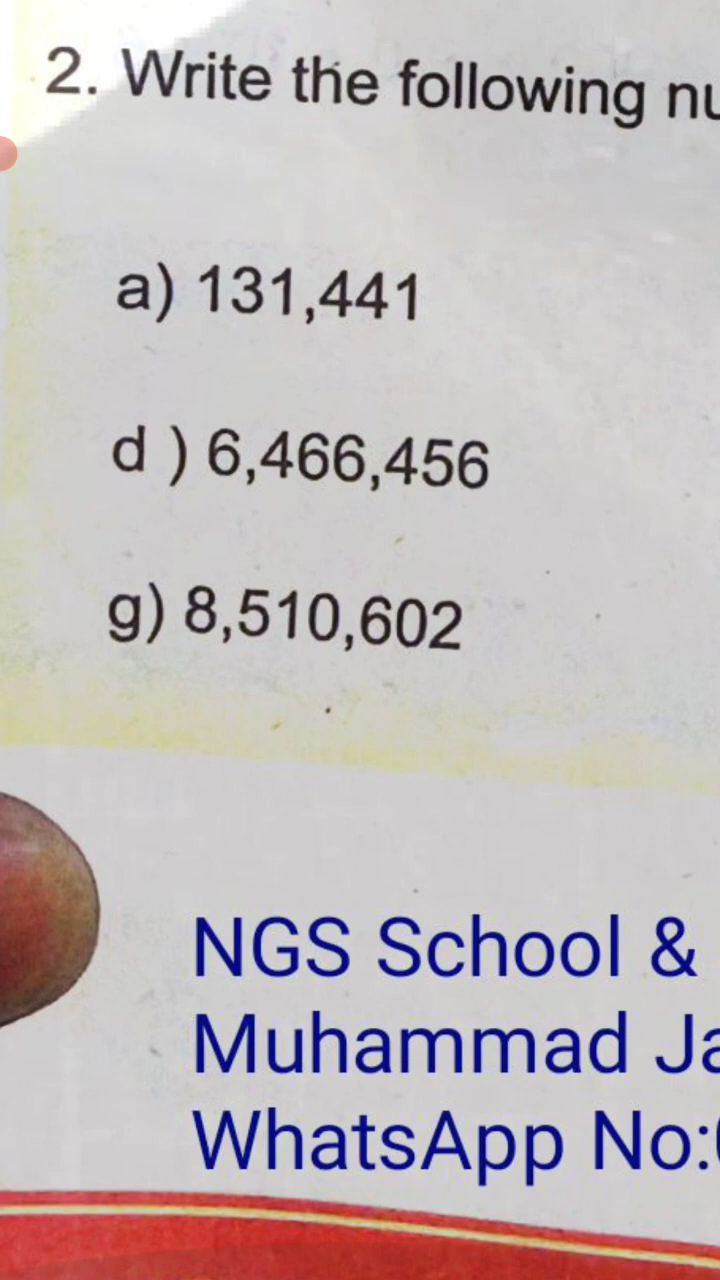 2. Write the following
a) 131,441
d ) 6,466,456
g) 8,510,602
NGS School &
Muhammad
WhatsApp No: